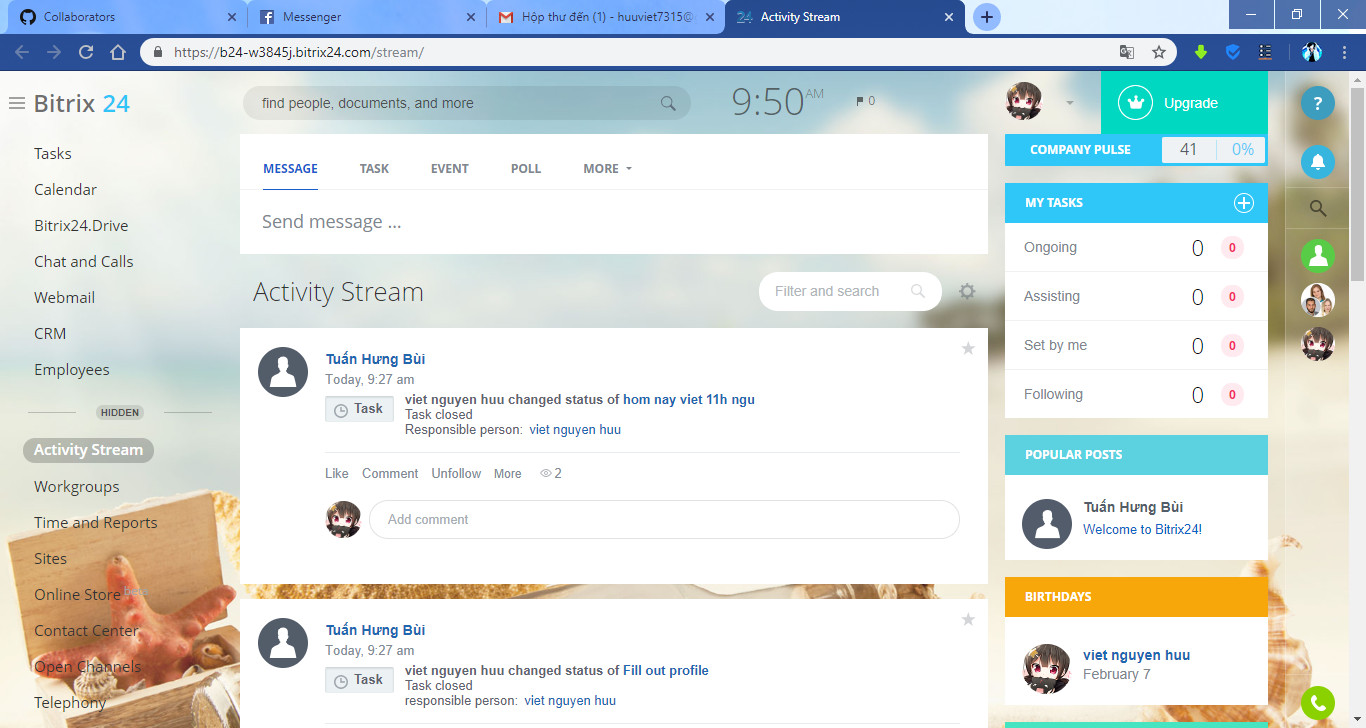 Collaborators
Messenger
Hộp thư đến (1) - huuviet7315@
24 Activity Stream
https://b24-w3845j.bitrix24.com/stream/
Bitrix 24
find people, documents, and more
9:50 AM
0
Upgrade
?
Tasks
Calendar
Bitrix24.Drive
Chat and Calls
Webmail
CRM
Employees
HIDDEN
Activity Stream
Workgroups
Time and Reports
Sites
Online Store
Contact Center
Open Channels
Telephony
MESSAGE TASK EVENT POLL MORE
Send message ...
Activity Stream
Filter and search
Tuấn Hưng Bùi
Today, 9:27 am
Task
viet nguyen huu changed status of hom nay viet 11h ngu
Task closed
Responsible person: viet nguyen huu
Like Comment Unfollow More 2
Add comment
Tuấn Hưng Bùi
Today, 9:27 am
Task
viet nguyen huu changed status of Fill out profile
Task closed
responsible person: viet nguyen huu
COMPANY PULSE 41 0%
MY TASKS
Ongoing 0 0
Assisting 0 0
Set by me 0 0
Following 0 0
POPULAR POSTS
Tuấn Hưng Bùi
Welcome to Bitrix24!
BIRTHDAYS
viet nguyen huu
February 7